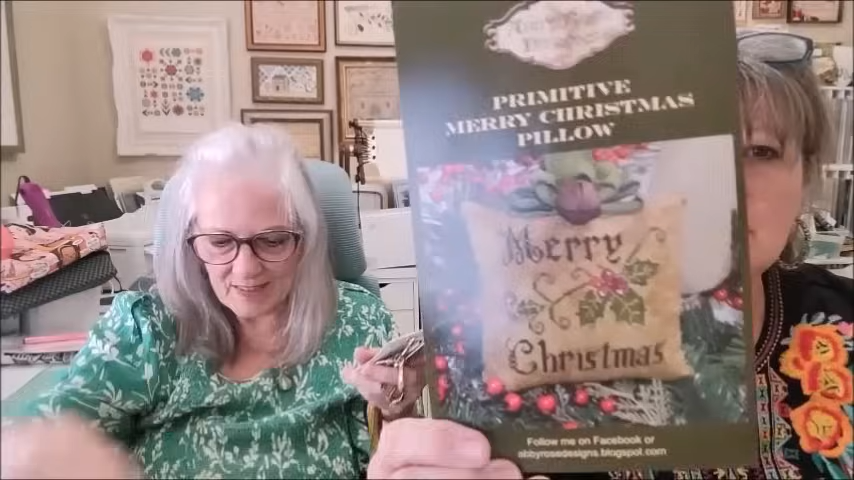 PRIMITIVE
MERRY CHRISTMAS
PILLOW
Merry
Christmas
Follow me on Facebook or
abbyrosedesigns.blogspot.com